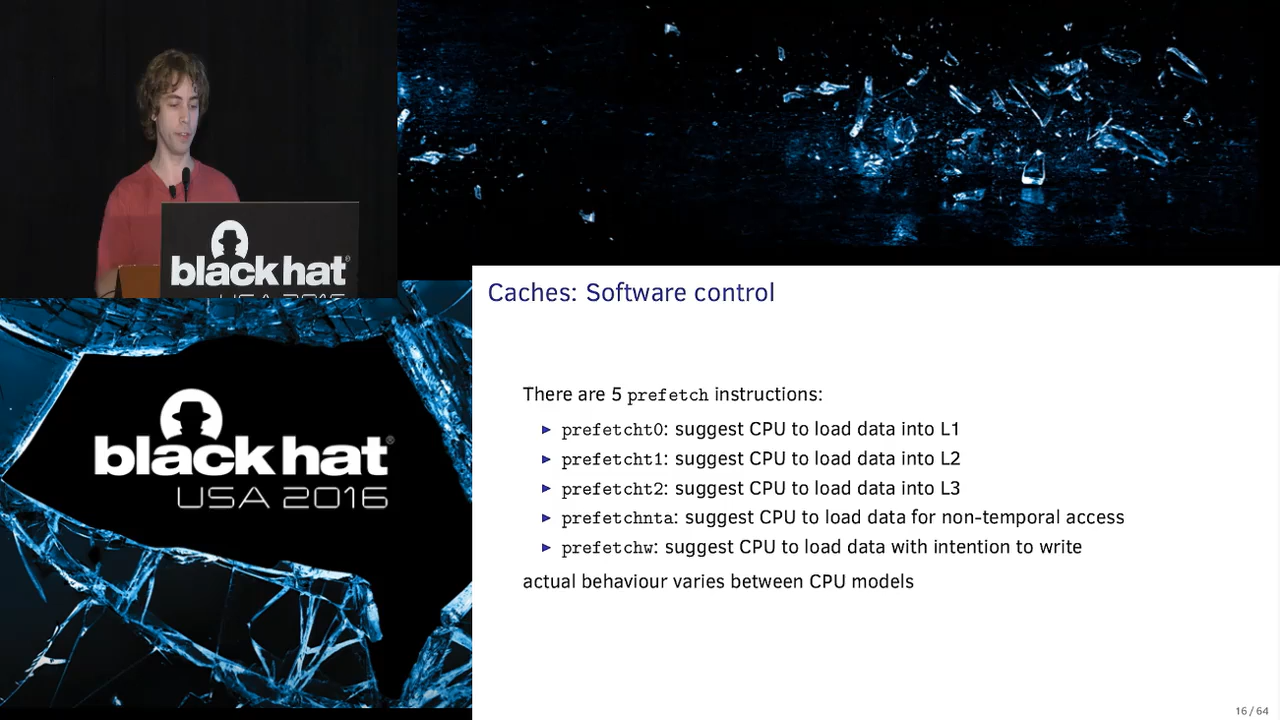 black hat®
USA 2016
black hat®
USA 2016
Caches: Software control
There are 5 prefetch instructions:
► prefetcht0: suggest CPU to load data into L1
► prefetcht1: suggest CPU to load data into L2
► prefetcht2: suggest CPU to load data into L3
► prefetchnta: suggest CPU to load data for non-temporal access
► prefetchw: suggest CPU to load data with intention to write
actual behaviour varies between CPU models
16 / 64